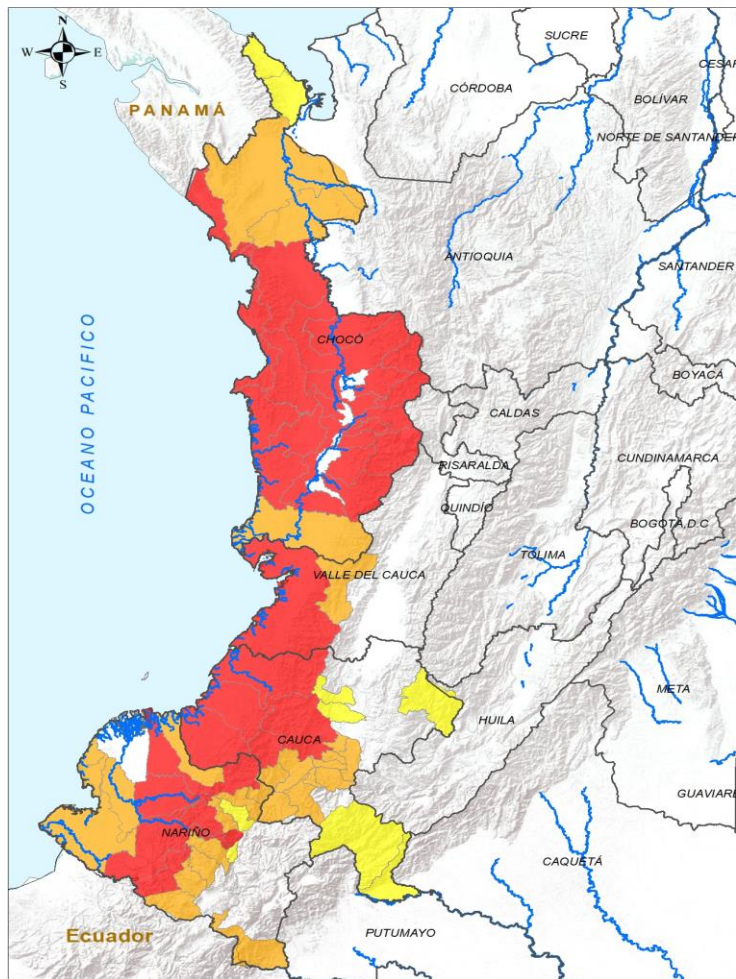 N
W E
S
PANAMÁ
SUCRE
CESAR
CÓRDOBA
BOLÍVAR
NORTE DE SANTANDER
ANTIOQUIA
SANTANDER
OCEANO PACIFICO
CHOCÓ
BOYACÁ
CALDAS
CUNDINAMARCA
RISARALDA
QUINDÍO
BOGOTÁ, D.C
TOLIMA
VALLE DEL CAUCA
META
HUILA
CAUCA
GUAVIARE
NARIÑO
CAQUETÁ
Ecuador
PUTUMAYO